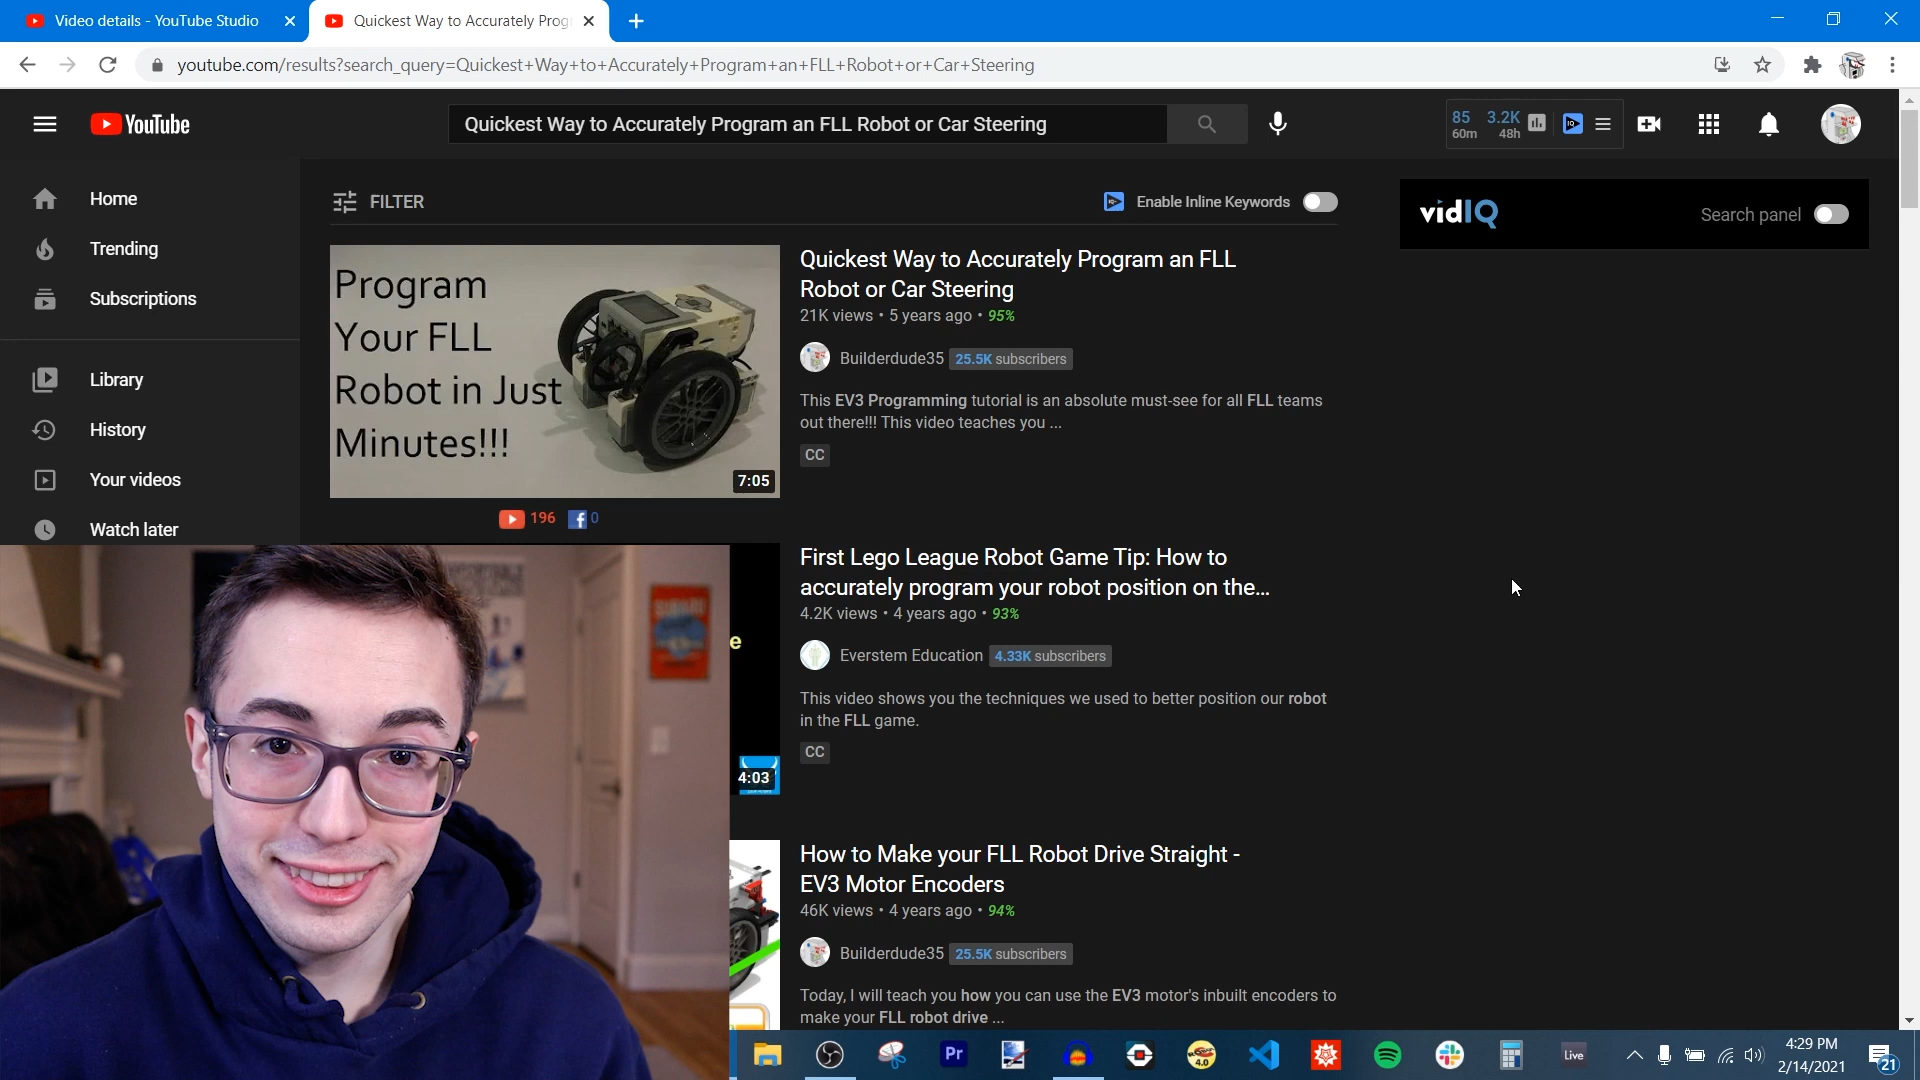 Video details - YouTube Studio
Quickest Way to Accurately Prog
youtube.com/results?search_query=Quickest+Way+to+Accurately+Program+an+FLL+Robot+or+Car+Steering
YouTube
Quickest Way to Accurately Program an FLL Robot or Car Steering
85 3.2K
60m 48h
Home
Trending
Subscriptions
Library
History
Your videos
Watch later
FILTER
Enable Inline Keywords
vidIQ
Search panel
Program
Your FLL
Robot in Just
Minutes!!!
7:05
196 0
Quickest Way to Accurately Program an FLL
Robot or Car Steering
21K views • 5 years ago • 95%
Builderdude35 25.5K subscribers
This EV3 Programming tutorial is an absolute must-see for all FLL teams
out there!!! This video teaches you ...
CC
e
4:03
First Lego League Robot Game Tip: How to
accurately program your robot position on the...
4.2K views • 4 years ago • 93%
Everstem Education 4.33K subscribers
This video shows you the techniques we used to better position our robot
in the FLL game.
CC
How to Make your FLL Robot Drive Straight -
EV3 Motor Encoders
46K views • 4 years ago • 94%
Builderdude35 25.5K subscribers
Today, I will teach you how you can use the EV3 motor's inbuilt encoders to
make your FLL robot drive ...
Pr
4.0
Live
4:29 PM
2/14/2021
21